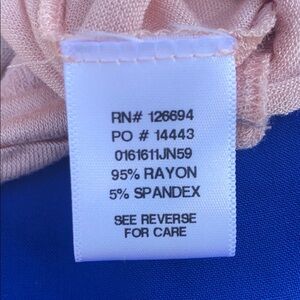 RN# 126694
PO # 14443
0161611JN59
95% RAYON
5% SPANDEX
SEE REVERSE
FOR CARE